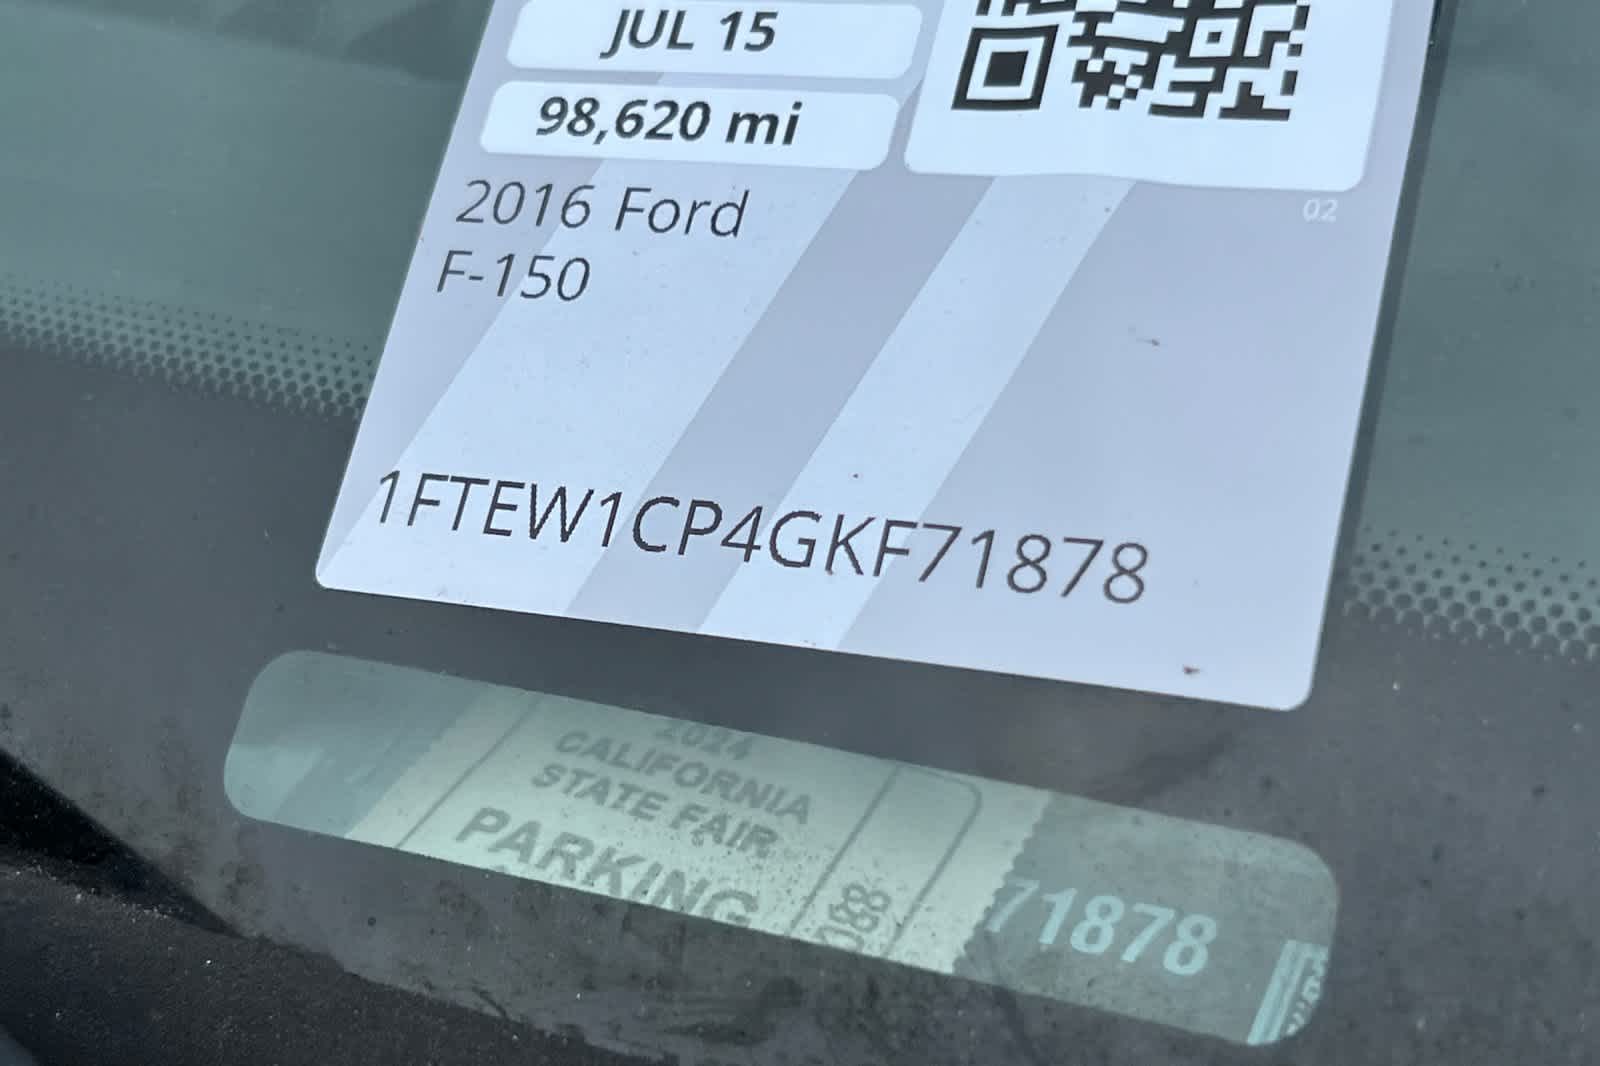 JUL 15
98,620 mi
02
2016 Ford
F-150
1FTEW1CP4GKF71878
2024
CALIFORNIA
STATE FAIR
PARKING
71878